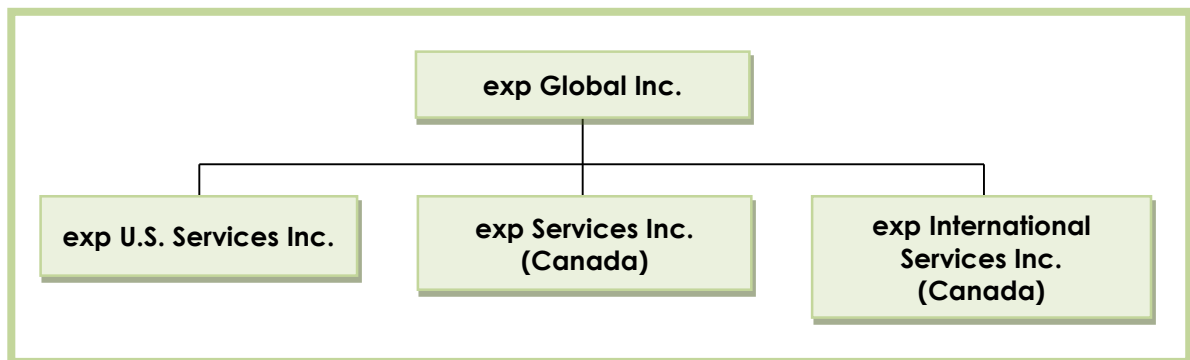 exp Global Inc.
exp U.S. Services Inc.
exp Services Inc.
(Canada)
exp International
Services Inc.
(Canada)